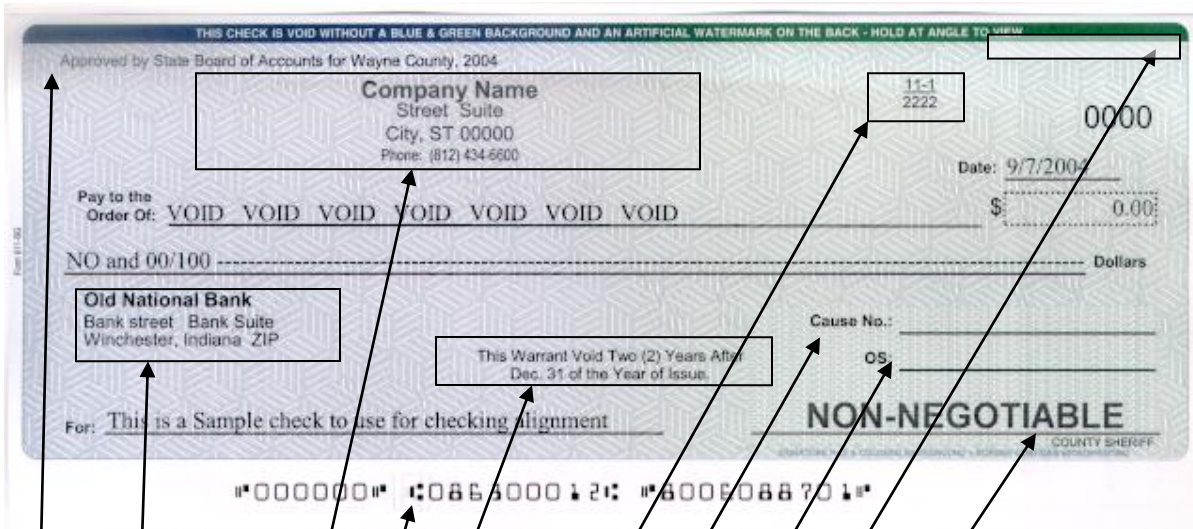 THIS CHECK IS VOID WITHOUT A BLUE & GREEN BACKGROUND AND AN ARTIFICIAL WATERMARK ON THE BACK - HOLD AT ANGLE TO VIEW
Approved by State Board of Accounts for Wayne County, 2004
Company Name
Street Suite
City, ST 00000
Phone: (812) 434-6600
11-1
2222
0000
Date: 9/7/2004
Pay to the
Order Of: VOID VOID VOID VOID VOID VOID VOID
$ 0.00
NO and 00/100 ---------- Dollars
Old National Bank
Bank street Bank Suite
Winchester, Indiana ZIP
Cause No.:
This Warrant Void Two (2) Years After
Dec. 31 of the Year of Issue.
OS:
For: This is a Sample check to use for checking alignment
NON-NEGOTIABLE
COUNTY SHERIFF
⑈000000⑈